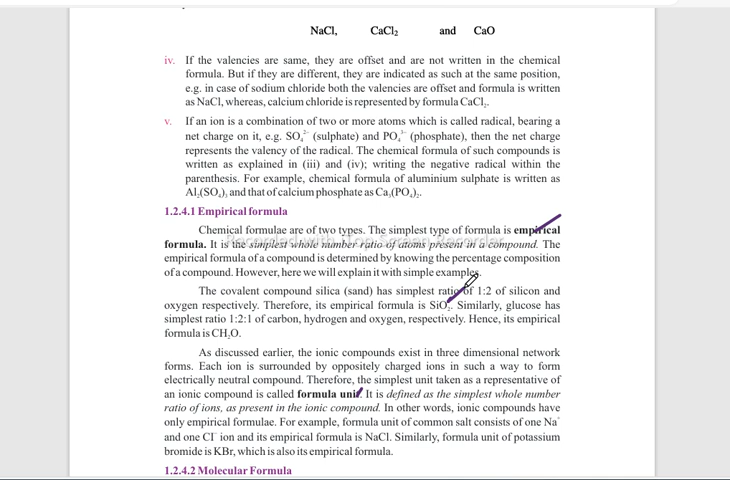 NaCl, CaCl₂ and CaO
iv. If the valencies are same, they are offset and are not written in the chemical
formula. But if they are different, they are indicated as such at the same position,
e.g. in case of sodium chloride both the valencies are offset and formula is written
as NaCl, whereas, calcium chloride is represented by formula CaCl₂.
v. If an ion is a combination of two or more atoms which is called radical, bearing a
net charge on it, e.g. SO₄²⁻ (sulphate) and PO₄³⁻ (phosphate), then the net charge
represents the valency of the radical. The chemical formula of such compounds is
written as explained in (iii) and (iv); writing the negative radical within the
parenthesis. For example, chemical formula of aluminium sulphate is written as
Al₂(SO₄)₃ and that of calcium phosphate as Ca₃(PO₄)₂.
1.2.4.1 Empirical formula
Chemical formulae are of two types. The simplest type of formula is empirical
formula. It is the simplest whole number ratio of atoms present in a compound. The
Recorded with iTop Screen Recorder
empirical formula of a compound is determined by knowing the percentage composition
of a compound. However, here we will explain it with simple examples.
The covalent compound silica (sand) has simplest ratio of 1:2 of silicon and
oxygen respectively. Therefore, its empirical formula is SiO₂. Similarly, glucose has
simplest ratio 1:2:1 of carbon, hydrogen and oxygen, respectively. Hence, its empirical
formula is CH₂O.
As discussed earlier, the ionic compounds exist in three dimensional network
forms. Each ion is surrounded by oppositely charged ions in such a way to form
electrically neutral compound. Therefore, the simplest unit taken as a representative of
an ionic compound is called formula unit. It is defined as the simplest whole number
ratio of ions, as present in the ionic compound. In other words, ionic compounds have
only empirical formulae. For example, formula unit of common salt consists of one Na⁺
and one Cl⁻ ion and its empirical formula is NaCl. Similarly, formula unit of potassium
bromide is KBr, which is also its empirical formula.
1.2.4.2 Molecular Formula